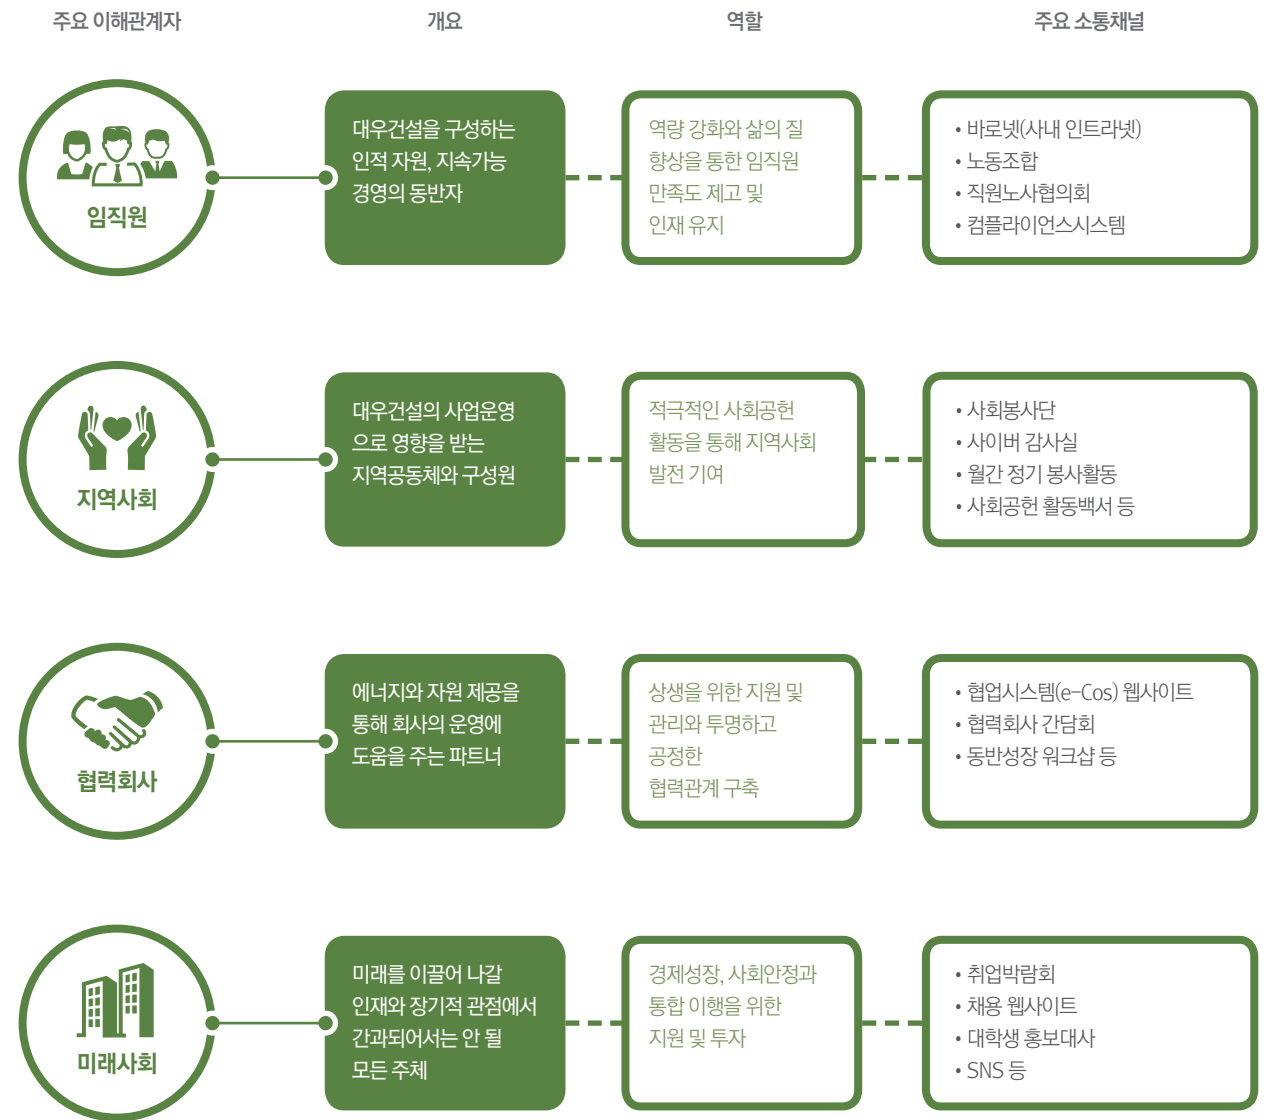 주요 이해관계자
개요
역할
주요 소통채널
임직원
대우건설을 구성하는
인적 자원, 지속가능
경영의 동반자
역량 강화와 삶의 질
향상을 통한 임직원
만족도 제고 및
인재 유지
• 바로넷(사내 인트라넷)
• 노동조합
• 직원노사협의회
• 컴플라이언스시스템
지역사회
대우건설의 사업운영
으로 영향을 받는
지역공동체와 구성원
적극적인 사회공헌
활동을 통해 지역사회
발전 기여
• 사회봉사단
• 사이버 감사실
• 월간 정기 봉사활동
• 사회공헌 활동백서 등
협력회사
에너지와 자원 제공을
통해 회사의 운영에
도움을 주는 파트너
상생을 위한 지원 및
관리와 투명하고
공정한
협력관계 구축
• 협업시스템(e-Cos) 웹사이트
• 협력회사 간담회
• 동반성장 워크샵 등
미래사회
미래를 이끌어 나갈
인재와 장기적 관점에서
간과되어서는 안 될
모든 주체
경제성장, 사회안정과
통합 이행을 위한
지원 및 투자
• 취업박람회
• 채용 웹사이트
• 대학생 홍보대사
• SNS 등